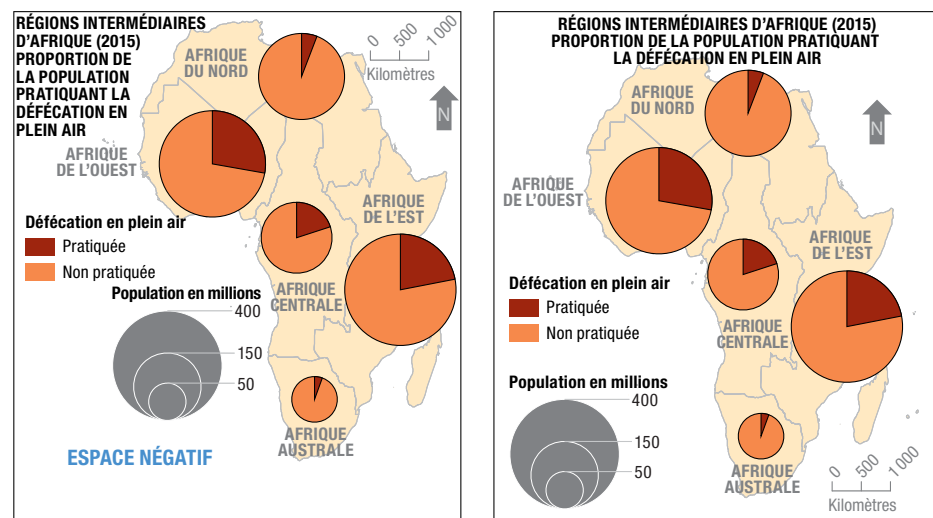 RÉGIONS INTERMÉDIAIRES
D'AFRIQUE (2015)
PROPORTION DE
LA POPULATION
PRATIQUANT LA
DÉFÉCATION EN
PLEIN AIR
0 500 1 000
Kilomètres
N
AFRIQUE
DU NORD
AFRIQUE
DE L'OUEST
AFRIQUE
DE L'EST
AFRIQUE
CENTRALE
AFRIQUE
AUSTRALE
Défécation en plein air
Pratiquée
Non pratiquée
Population en millions
400
150
50
ESPACE NÉGATIF
RÉGIONS INTERMÉDIAIRES D'AFRIQUE (2015)
PROPORTION DE LA POPULATION PRATIQUANT
LA DÉFÉCATION EN PLEIN AIR
AFRIQUE
DU NORD
N
AFRIQUE
DE L'OUEST
AFRIQUE
DE L'EST
AFRIQUE
CENTRALE
AFRIQUE
AUSTRALE
Défécation en plein air
Pratiquée
Non pratiquée
Population en millions
400
150
50
0 500 1 000
Kilomètres